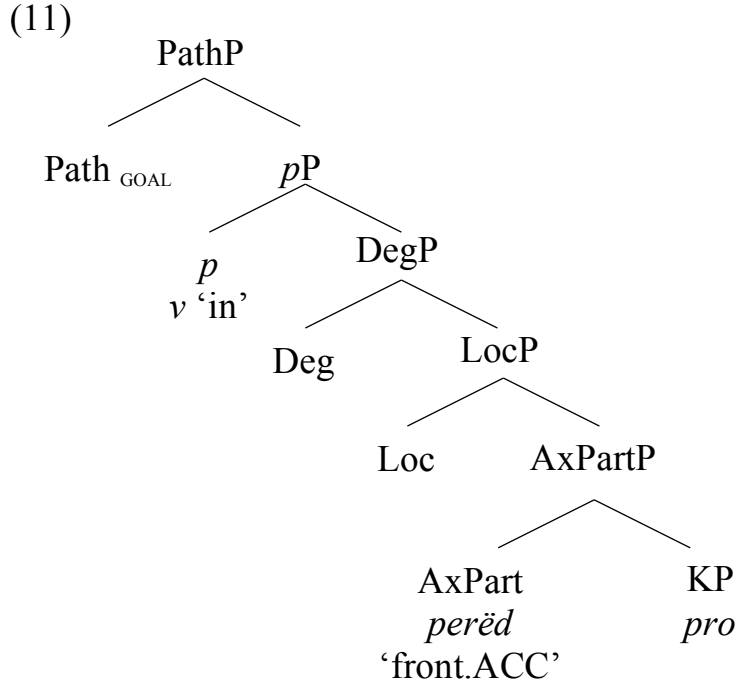 (11)
PathP
Path GOAL pP
p DegP
v ‘in’
Deg LocP
Loc AxPartP
AxPart KP
perëd pro
‘front.ACC’